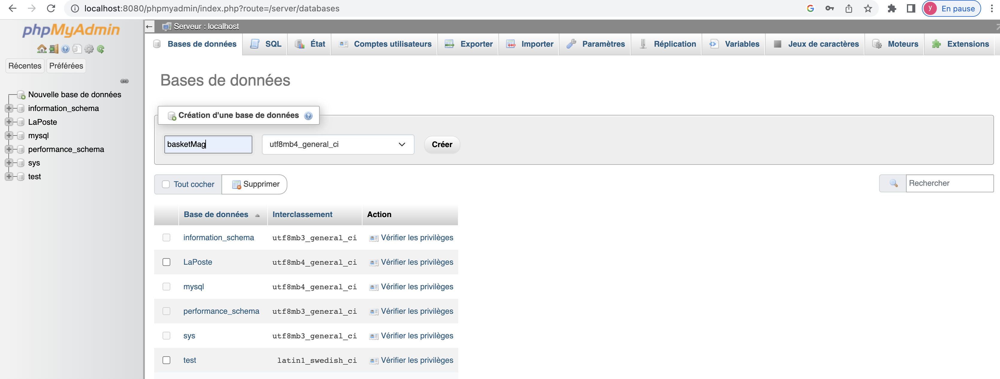 localhost:8080/phpmyadmin/index.php?route=/server/databases
y En pause
phpMyAdmin
Récentes Préférées
Nouvelle base de données
information_schema
LaPoste
mysql
performance_schema
sys
test
Serveur : localhost
Bases de données SQL État Comptes utilisateurs Exporter Importer Paramètres Réplication Variables Jeux de caractères Moteurs Extensions
Bases de données
Création d'une base de données
basketMag utf8mb4_general_ci Créer
Tout cocher Supprimer Rechercher
Base de données Interclassement Action
information_schema utf8mb3_general_ci Vérifier les privilèges
LaPoste utf8mb4_general_ci Vérifier les privilèges
mysql utf8mb4_general_ci Vérifier les privilèges
performance_schema utf8mb3_general_ci Vérifier les privilèges
sys utf8mb3_general_ci Vérifier les privilèges
test latin1_swedish_ci Vérifier les privilèges